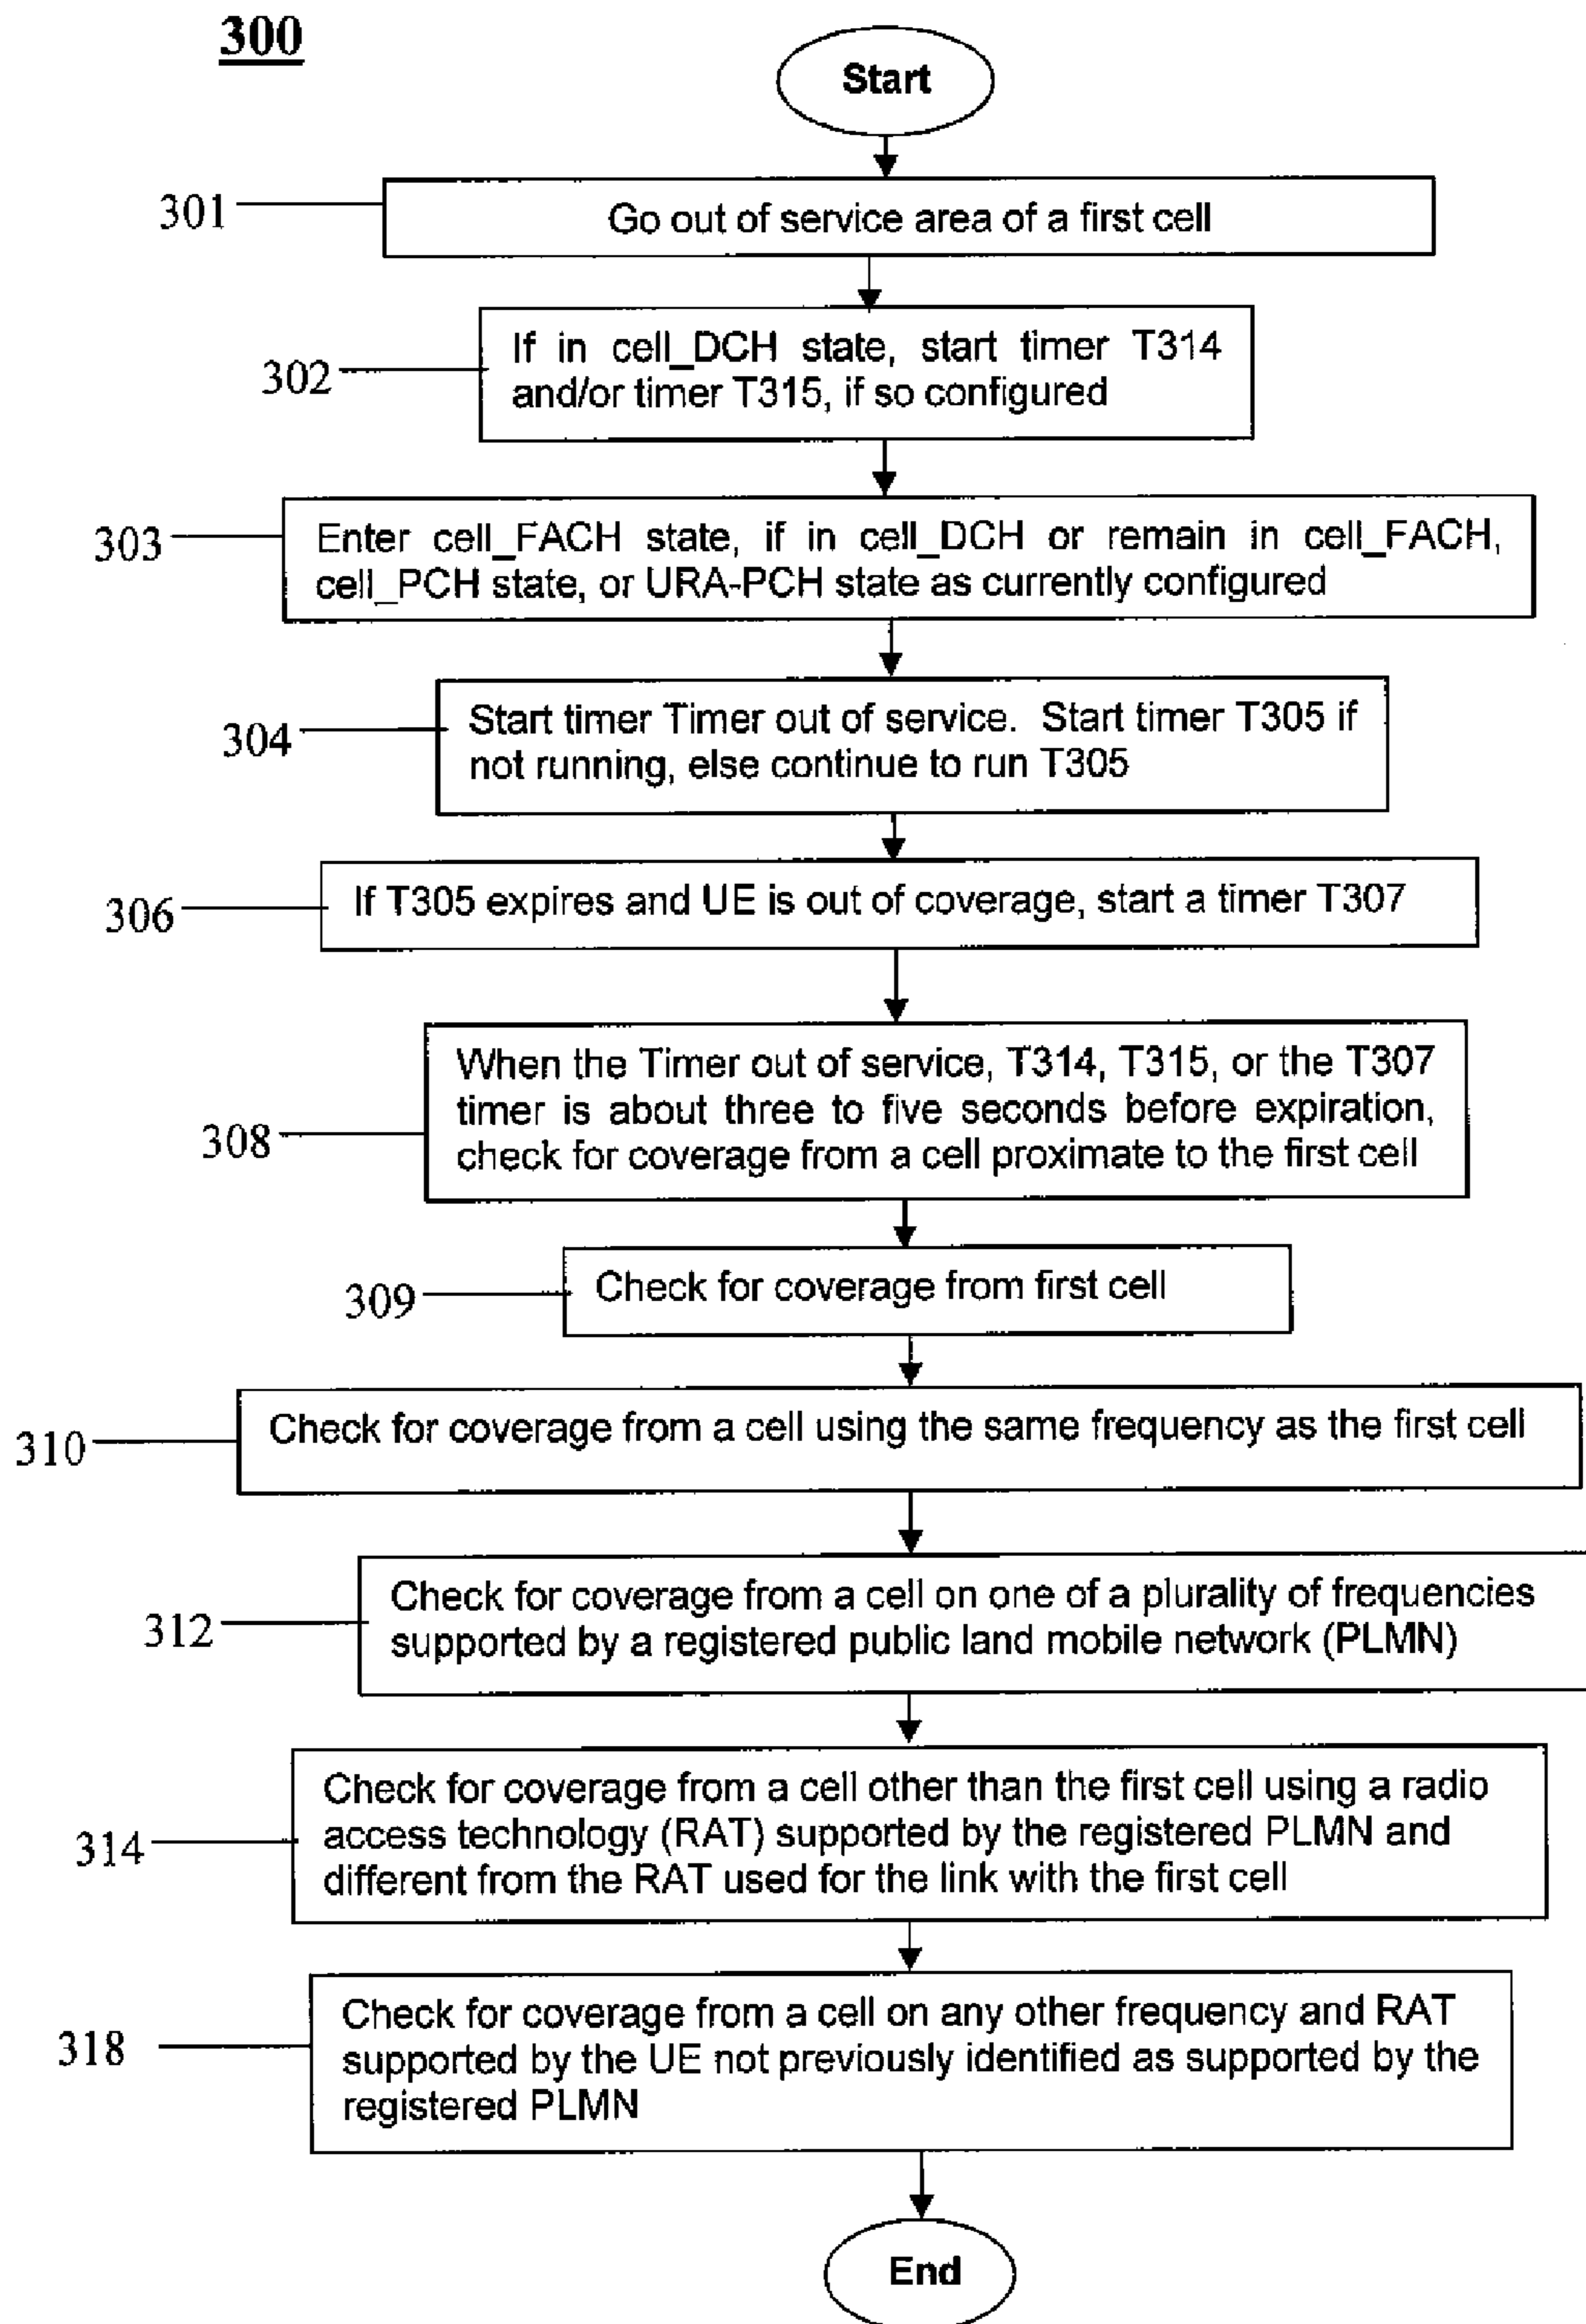 300
Start
301
Go out of service area of a first cell
302
If in cell_DCH state, start timer T314
and/or timer T315, if so configured
303
Enter cell_FACH state, if in cell_DCH or remain in cell_FACH,
cell_PCH state, or URA-PCH state as currently configured
304
Start timer Timer out of service. Start timer T305 if
not running, else continue to run T305
306
If T305 expires and UE is out of coverage, start a timer T307
308
When the Timer out of service, T314, T315, or the T307
timer is about three to five seconds before expiration,
check for coverage from a cell proximate to the first cell
309
Check for coverage from first cell
310
Check for coverage from a cell using the same frequency as the first cell
312
Check for coverage from a cell on one of a plurality of frequencies
supported by a registered public land mobile network (PLMN)
314
Check for coverage from a cell other than the first cell using a radio
access technology (RAT) supported by the registered PLMN and
different from the RAT used for the link with the first cell
318
Check for coverage from a cell on any other frequency and RAT
supported by the UE not previously identified as supported by the
registered PLMN
End